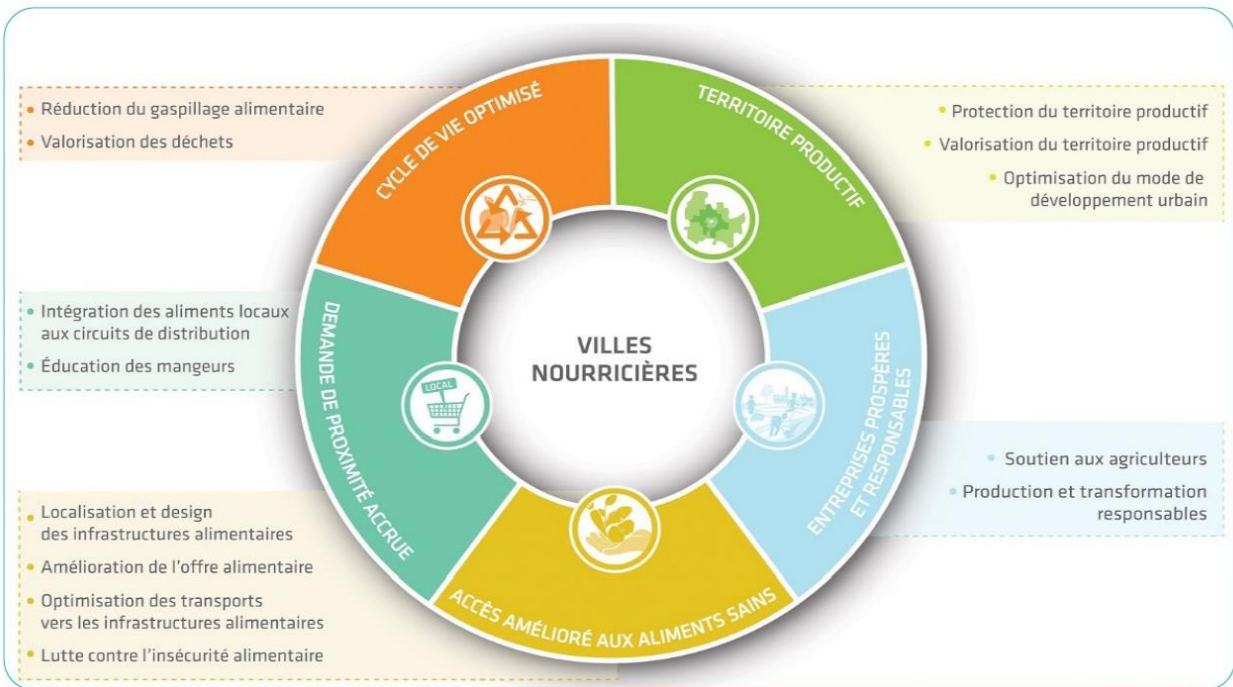 CYCLE DE VIE OPTIMISÉ
• Réduction du gaspillage alimentaire
• Valorisation des déchets
TERRITOIRE PRODUCTIF
• Protection du territoire productif
• Valorisation du territoire productif
• Optimisation du mode de
développement urbain
DEMANDE DE PROXIMITÉ ACCRUE
• Intégration des aliments locaux
aux circuits de distribution
• Éducation des mangeurs
LOCAL
VILLES
NOURRICIÈRES
ENTREPRISES PROSPÈRES
ET RESPONSABLES
• Soutien aux agriculteurs
• Production et transformation
responsables
ACCÈS AMÉLIORÉ AUX ALIMENTS SAINS
• Localisation et design
des infrastructures alimentaires
• Amélioration de l'offre alimentaire
• Optimisation des transports
vers les infrastructures alimentaires
• Lutte contre l'insécurité alimentaire